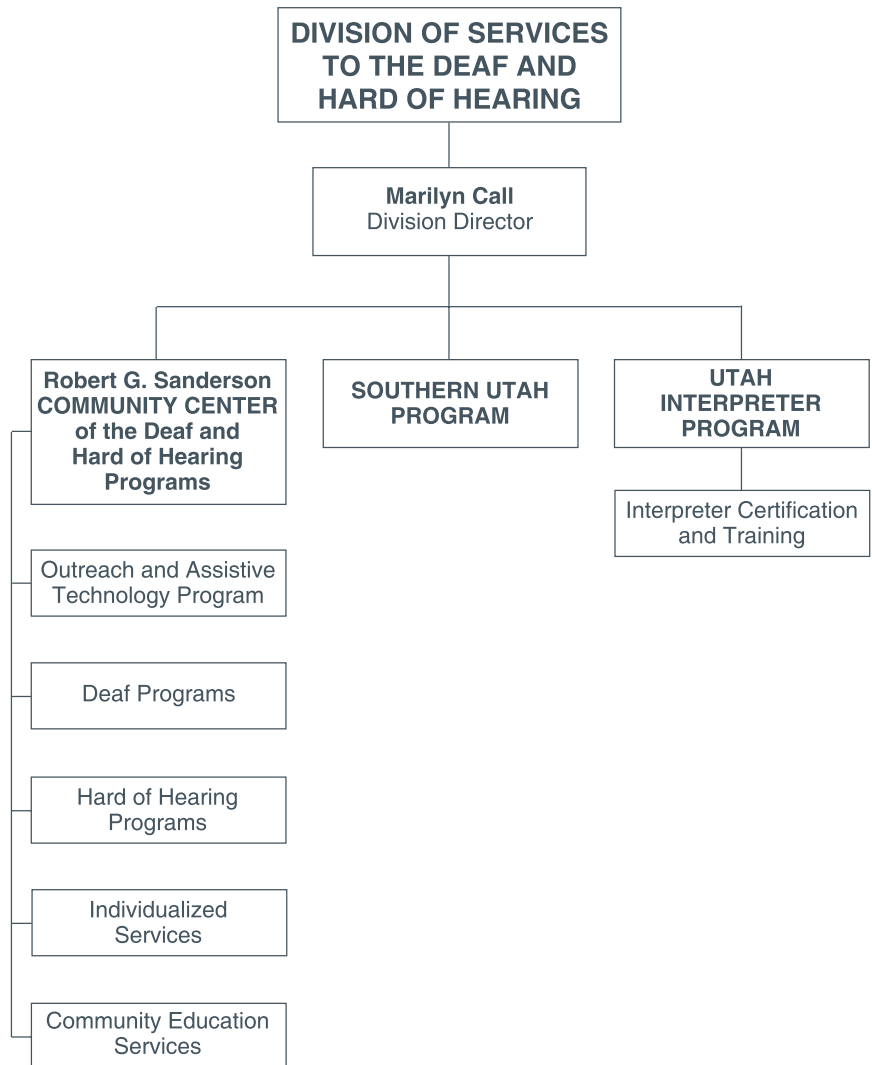 DIVISION OF SERVICES
TO THE DEAF AND
HARD OF HEARING
Marilyn Call
Division Director
Robert G. Sanderson
COMMUNITY CENTER
of the Deaf and
Hard of Hearing
Programs
SOUTHERN UTAH
PROGRAM
UTAH
INTERPRETER
PROGRAM
Interpreter Certification
and Training
Outreach and Assistive
Technology Program
Deaf Programs
Hard of Hearing
Programs
Individualized
Services
Community Education
Services